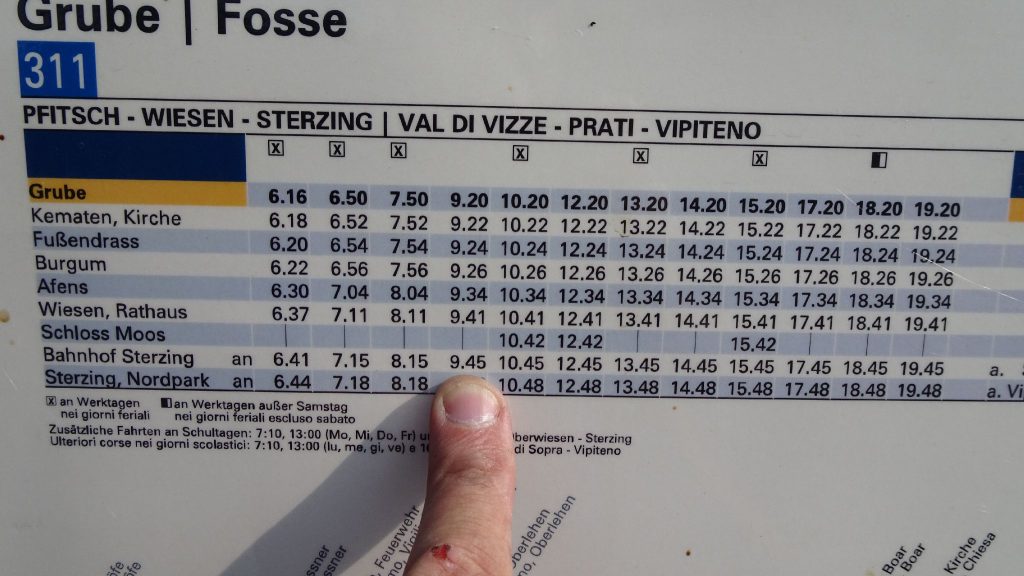 Grube | Fosse
311
PFITSCH - WIESEN - STERZING | VAL DI VIZZE - PRATI - VIPITENO
X X X X X X
Grube 6.16 6.50 7.50 9.20 10.20 12.20 13.20 14.20 15.20 17.20 18.20 19.20
Kematen, Kirche 6.18 6.52 7.52 9.22 10.22 12.22 13.22 14.22 15.22 17.22 18.22 19.22
Fußendrass 6.20 6.54 7.54 9.24 10.24 12.24 13.24 14.24 15.24 17.24 18.24 19.24
Burgum 6.22 6.56 7.56 9.26 10.26 12.26 13.26 14.26 15.26 17.26 18.26 19.26
Afens 6.30 7.04 8.04 9.34 10.34 12.34 13.34 14.34 15.34 17.34 18.34 19.34
Wiesen, Rathaus 6.37 7.11 8.11 9.41 10.41 12.41 13.41 14.41 15.41 17.41 18.41 19.41
Schloss Moos | | | | 10.42 12.42 | | 15.42 | | |
Bahnhof Sterzing an 6.41 7.15 8.15 9.45 10.45 12.45 13.45 14.45 15.45 17.45 18.45 19.45 a.
Sterzing, Nordpark an 6.44 7.18 8.18 10.48 12.48 13.48 14.48 15.48 17.48 18.48 19.48 a. Vi
X an Werktagen an Werktagen außer Samstag
nei giorni feriali nei giorni feriali escluso sabato
Zusätzliche Fahrten an Schultagen: 7:10, 13:00 (Mo, Mi, Do, Fr) berwiesen - Sterzing
Ulteriori corse nei giorni scolastici: 7:10, 13:00 (lu, me, gi, ve) e di Sopra - Vipiteno
Feuerwehr
Oberlehen
no, Oberlehen
Boar
Boar
Kirche
Chiesa